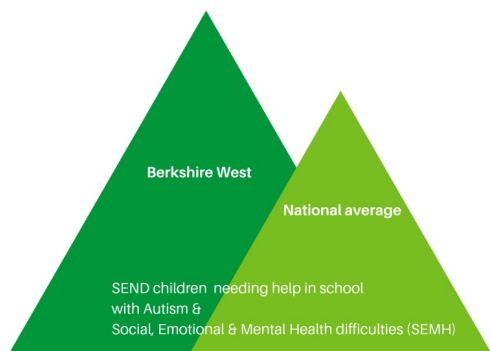 Berkshire West
National average
SEND children needing help in school
with Autism &
Social, Emotional & Mental Health difficulties (SEMH)